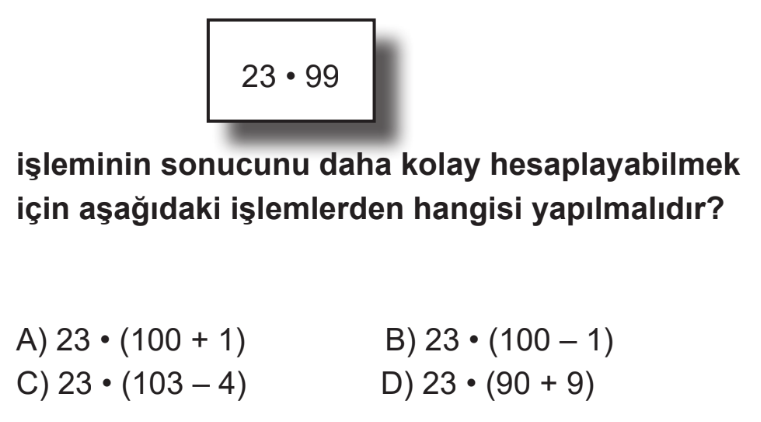 23 • 99
işleminin sonucunu daha kolay hesaplayabilmek
için aşağıdaki işlemlerden hangisi yapılmalıdır?
A) 23 • (100 + 1) B) 23 • (100 – 1)
C) 23 • (103 – 4) D) 23 • (90 + 9)